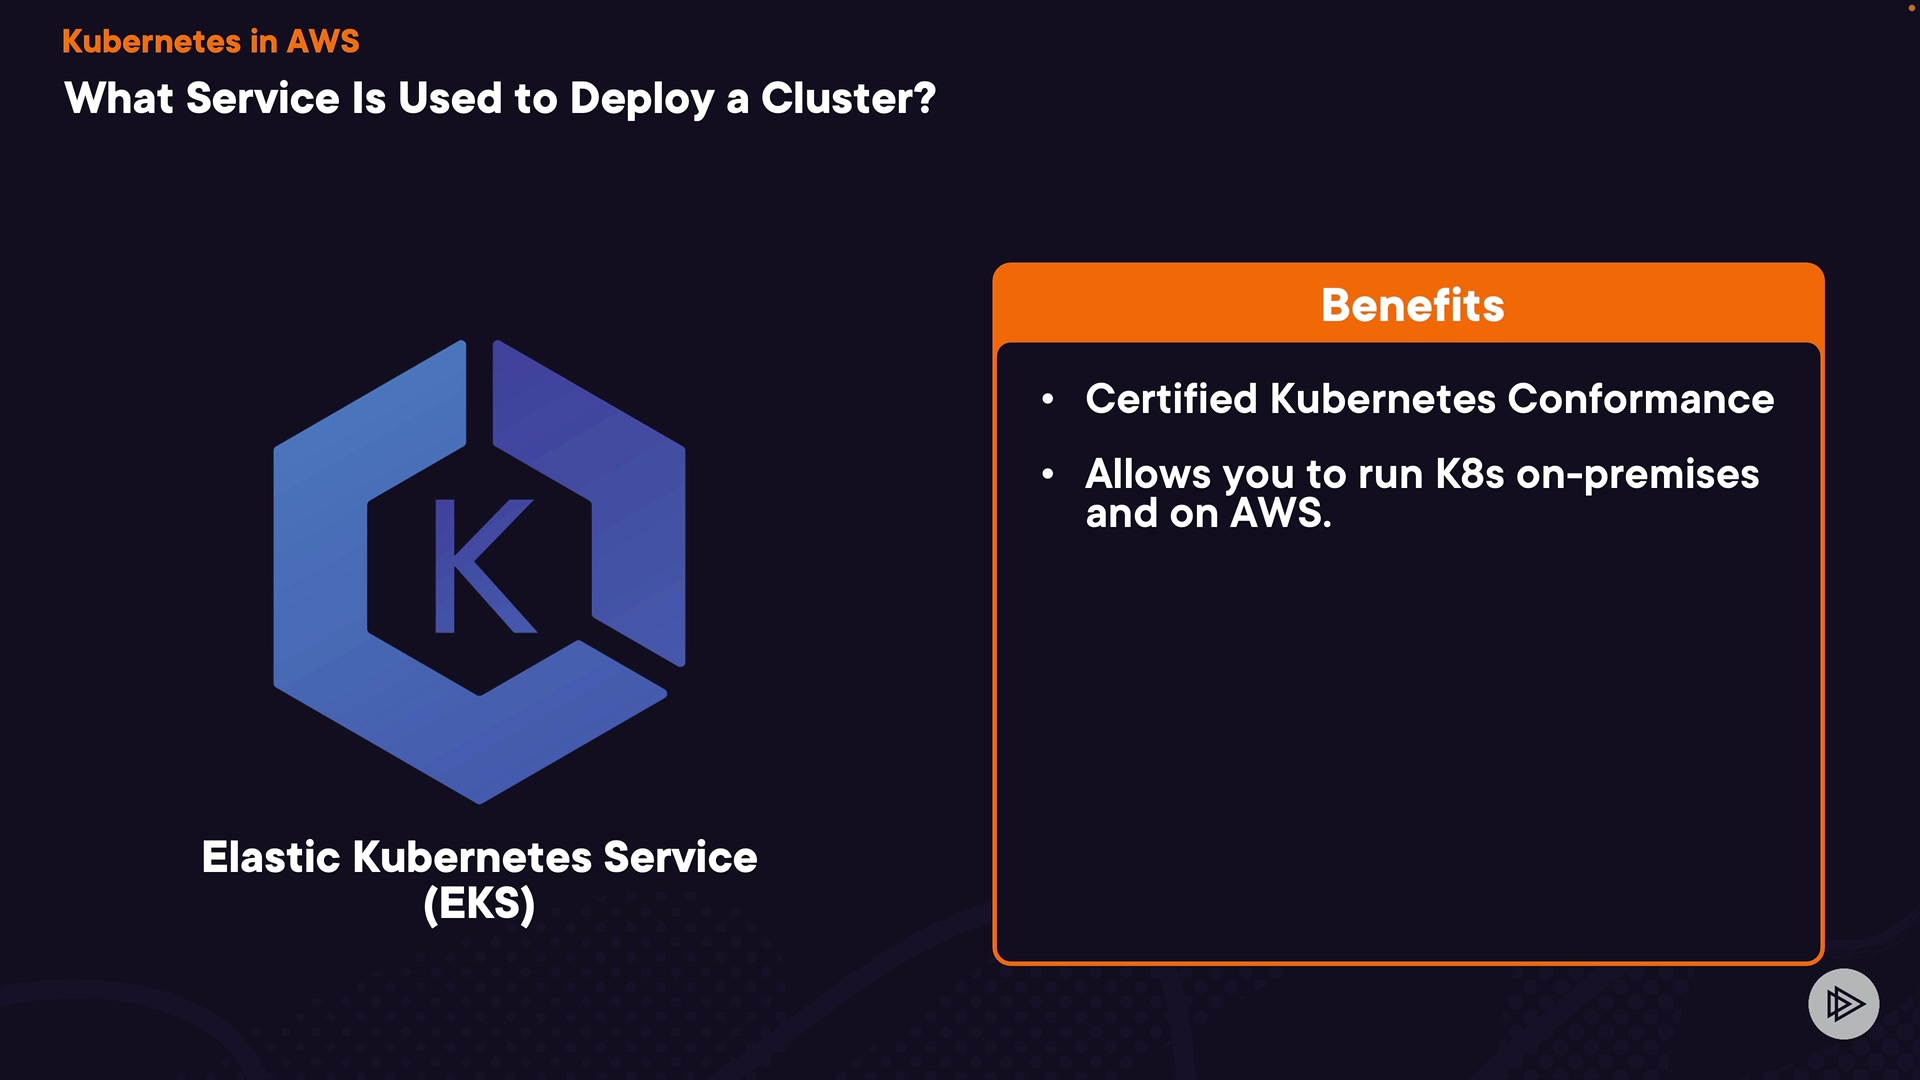 Kubernetes in AWS
What Service Is Used to Deploy a Cluster?
K
Elastic Kubernetes Service
(EKS)
Benefits
• Certified Kubernetes Conformance
• Allows you to run K8s on-premises
and on AWS.